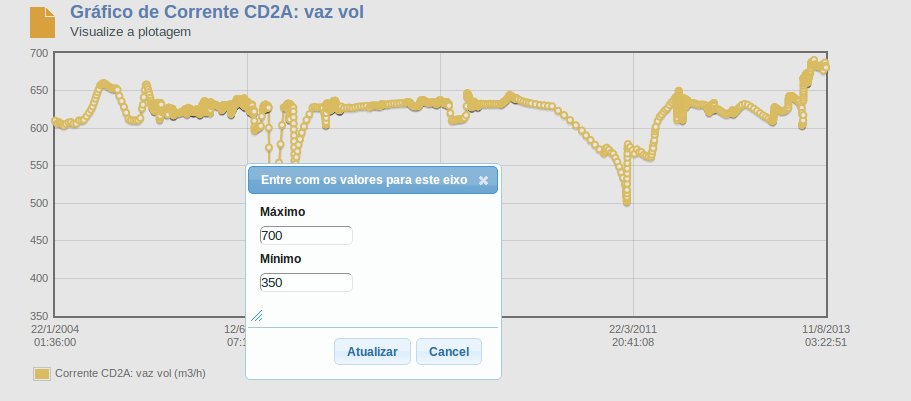 Gráfico de Corrente CD2A: vaz vol
Visualize a plotagem
700
650
600
550
500
450
400
350
Entre com os valores para este eixo
Máximo
700
Mínimo
350
Atualizar Cancel
22/1/2004
01:36:00
12/6
07:1
22/3/2011
20:41:08
11/8/2013
03:22:51
Corrente CD2A: vaz vol (m3/h)